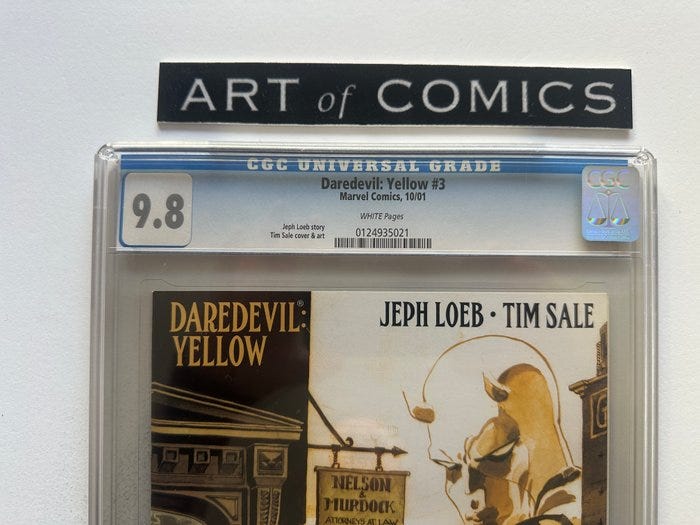 ART of COMICS
CGC UNIVERSAL GRADE
9.8
Daredevil: Yellow #3
Marvel Comics, 10/01
WHITE Pages
Jeph Loeb story
Tim Sale cover & art
0124935021
CGC
DAREDEVIL:
YELLOW
JEPH LOEB • TIM SALE
NELSON
&
MURDOCK
ATTORNEYS AT LAW